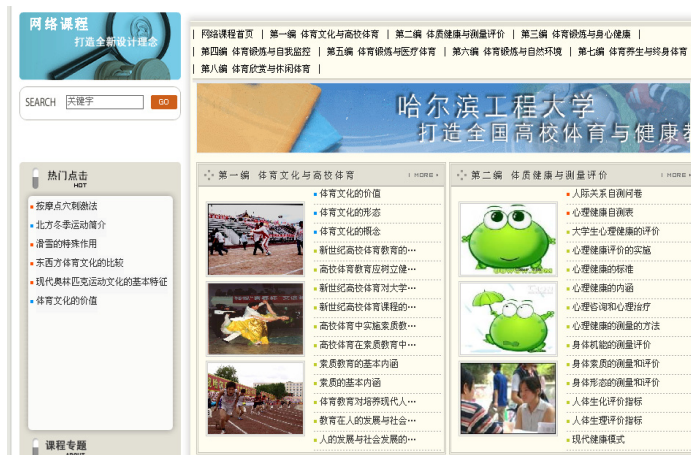 网络课程
打造全新设计理念
SEARCH 关键字 GO
| 网络课程首页 | 第一编 体育文化与高校体育 | 第二编 体质健康与测量评价 | 第三编 体育锻炼与身心健康 |
| 第四编 体育锻炼与自我监控 | 第五编 体育锻炼与医疗体育 | 第六编 体育锻炼与自然环境 | 第七编 体育养生与终身体育
| 第八编 体育欣赏与休闲体育 |
哈尔滨工程大学
打造全国高校体育与健康教
热门点击
HOT
按摩点穴刺激法
北方冬季运动简介
滑雪的特殊作用
东西方体育文化的比较
现代奥林匹克运动文化的基本特征
体育文化的价值
课程专题
第一编 体育文化与高校体育 MORE
体育文化的价值
体育文化的形态
体育文化的概念
新世纪高校体育教育的…
高校体育教育应树立健…
新世纪高校体育对大学…
新世纪高校体育课程的…
高校体育中实施素质教…
高校体育在素质教育中…
素质教育的基本内涵
素质的基本内涵
体育教育对培养现代人…
教育在人的发展与社会…
人的发展与社会发展的…
第二编 体质健康与测量评价 MORE
人际关系自测问卷
心理健康自测表
大学生心理健康的评价
心理健康评价的实施
心理健康的标准
心理健康的内涵
心理咨询和心理治疗
心理健康的测量的方法
身体机能的测量评价
身体素质的测量和评价
身体形态的测量和评价
人体生化评价指标
人体生理评价指标
现代健康模式